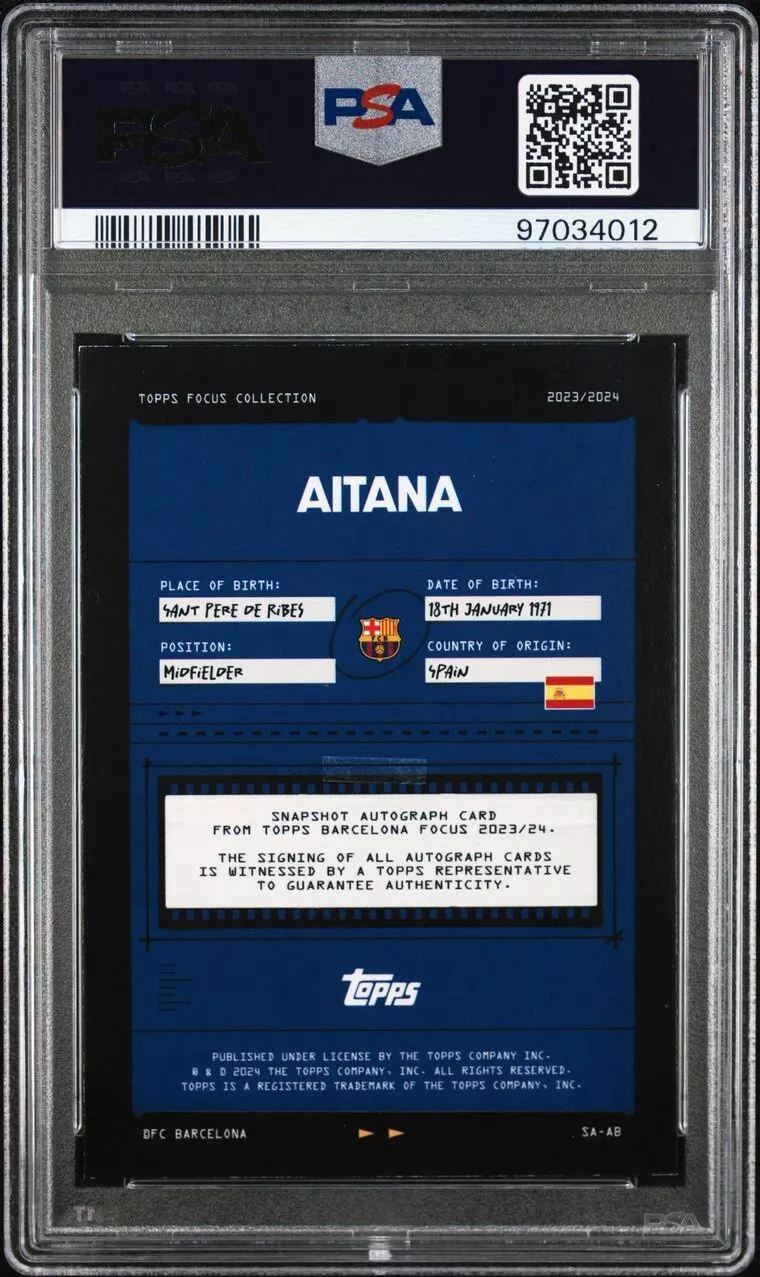 PSA
PSA
97034012
TOPPS FOCUS COLLECTION
2023/2024
AITANA
PLACE OF BIRTH:
SANT PERE DE RIBES
DATE OF BIRTH:
18TH JANUARY 1971
POSITION:
MIDFIELDER
COUNTRY OF ORIGIN:
SPAIN
FCB
SNAPSHOT AUTOGRAPH CARD
FROM TOPPS BARCELONA FOCUS 2023/24.
THE SIGNING OF ALL AUTOGRAPH CARDS
IS WITNESSED BY A TOPPS REPRESENTATIVE
TO GUARANTEE AUTHENTICITY.
topps
PUBLISHED UNDER LICENSE BY THE TOPPS COMPANY INC.
® & © 2024 THE TOPPS COMPANY, INC. ALL RIGHTS RESERVED.
TOPPS IS A REGISTERED TRADEMARK OF THE TOPPS COMPANY, INC.
©FC BARCELONA
SA-AB
PSA